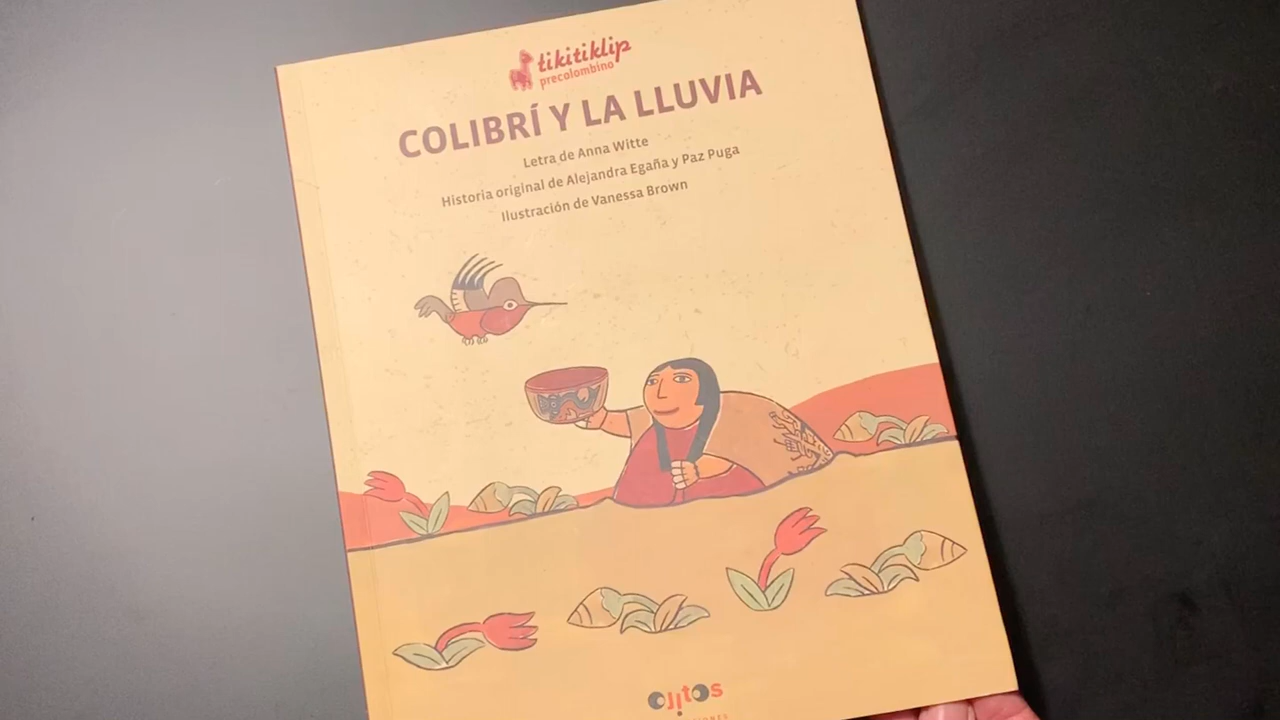 tikitiklip
precolombino
COLIBRÍ Y LA LLUVIA
Letra de Anna Witte
Historia original de Alejandra Egaña y Paz Puga
Ilustración de Vanessa Brown
OJITOS